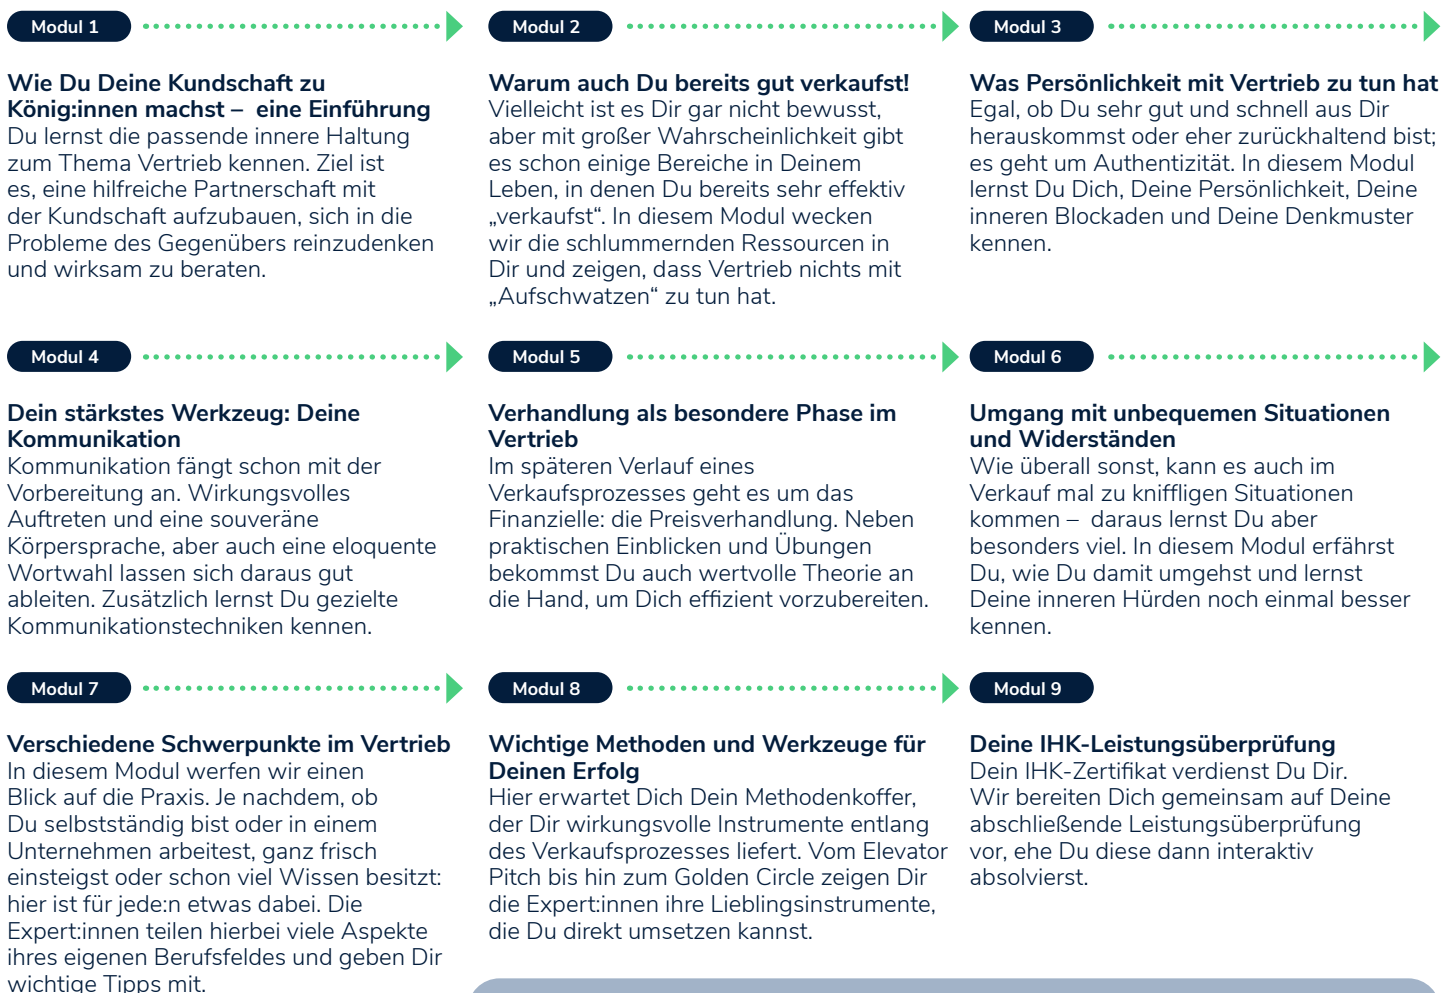 Modul 1
Wie Du Deine Kundschaft zu
König:innen machst – eine Einführung
Du lernst die passende innere Haltung
zum Thema Vertrieb kennen. Ziel ist
es, eine hilfreiche Partnerschaft mit
der Kundschaft aufzubauen, sich in die
Probleme des Gegenübers reinzudenken
und wirksam zu beraten.
Modul 2
Warum auch Du bereits gut verkaufst!
Vielleicht ist es Dir gar nicht bewusst,
aber mit großer Wahrscheinlichkeit gibt
es schon einige Bereiche in Deinem
Leben, in denen Du bereits sehr effektiv
„verkaufst“. In diesem Modul wecken
wir die schlummernden Ressourcen in
Dir und zeigen, dass Vertrieb nichts mit
„Aufschwatzen“ zu tun hat.
Modul 3
Was Persönlichkeit mit Vertrieb zu tun hat
Egal, ob Du sehr gut und schnell aus Dir
herauskommst oder eher zurückhaltend bist;
es geht um Authentizität. In diesem Modul
lernst Du Dich, Deine Persönlichkeit, Deine
inneren Blockaden und Deine Denkmuster
kennen.
Modul 4
Dein stärkstes Werkzeug: Deine
Kommunikation
Kommunikation fängt schon mit der
Vorbereitung an. Wirkungsvolles
Auftreten und eine souveräne
Körpersprache, aber auch eine eloquente
Wortwahl lassen sich daraus gut
ableiten. Zusätzlich lernst Du gezielte
Kommunikationstechniken kennen.
Modul 5
Verhandlung als besondere Phase im
Vertrieb
Im späteren Verlauf eines
Verkaufsprozesses geht es um das
Finanzielle: die Preisverhandlung. Neben
praktischen Einblicken und Übungen
bekommst Du auch wertvolle Theorie an
die Hand, um Dich effizient vorzubereiten.
Modul 6
Umgang mit unbequemen Situationen
und Widerständen
Wie überall sonst, kann es auch im
Verkauf mal zu kniffligen Situationen
kommen – daraus lernst Du aber
besonders viel. In diesem Modul erfährst
Du, wie Du damit umgehst und lernst
Deine inneren Hürden noch einmal besser
kennen.
Modul 7
Verschiedene Schwerpunkte im Vertrieb
In diesem Modul werfen wir einen
Blick auf die Praxis. Je nachdem, ob
Du selbstständig bist oder in einem
Unternehmen arbeitest, ganz frisch
einsteigst oder schon viel Wissen besitzt:
hier ist für jede:n etwas dabei. Die
Expert:innen teilen hierbei viele Aspekte
ihres eigenen Berufsfeldes und geben Dir
wichtige Tipps mit.
Modul 8
Wichtige Methoden und Werkzeuge für
Deinen Erfolg
Hier erwartet Dich Dein Methodenkoffer,
der Dir wirkungsvolle Instrumente entlang
des Verkaufsprozesses liefert. Vom Elevator
Pitch bis hin zum Golden Circle zeigen Dir
die Expert:innen ihre Lieblingsinstrumente,
die Du direkt umsetzen kannst.
Modul 9
Deine IHK-Leistungsüberprüfung
Dein IHK-Zertifikat verdienst Du Dir.
Wir bereiten Dich gemeinsam auf Deine
abschließende Leistungsüberprüfung
vor, ehe Du diese dann interaktiv
absolvierst.